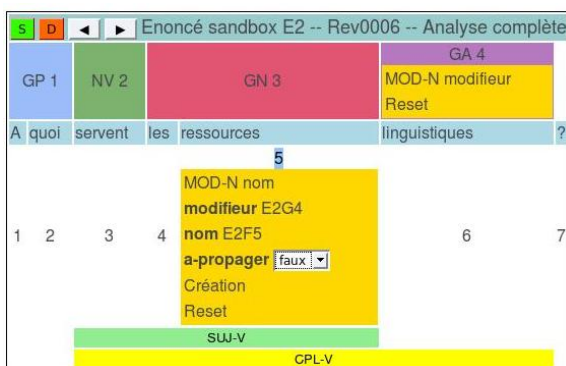 S D ◄ ► Enoncé sandbox E2 -- Rev0006 -- Analyse complète
GP 1 NV 2 GN 3 GA 4
MOD-N modifieur
Reset
A quoi servent les ressources linguistiques ?
1 2 3 4 5 6 7
MOD-N nom
modifieur E2G4
nom E2F5
a-propager faux
Création
Reset
SUJ-V
CPL-V